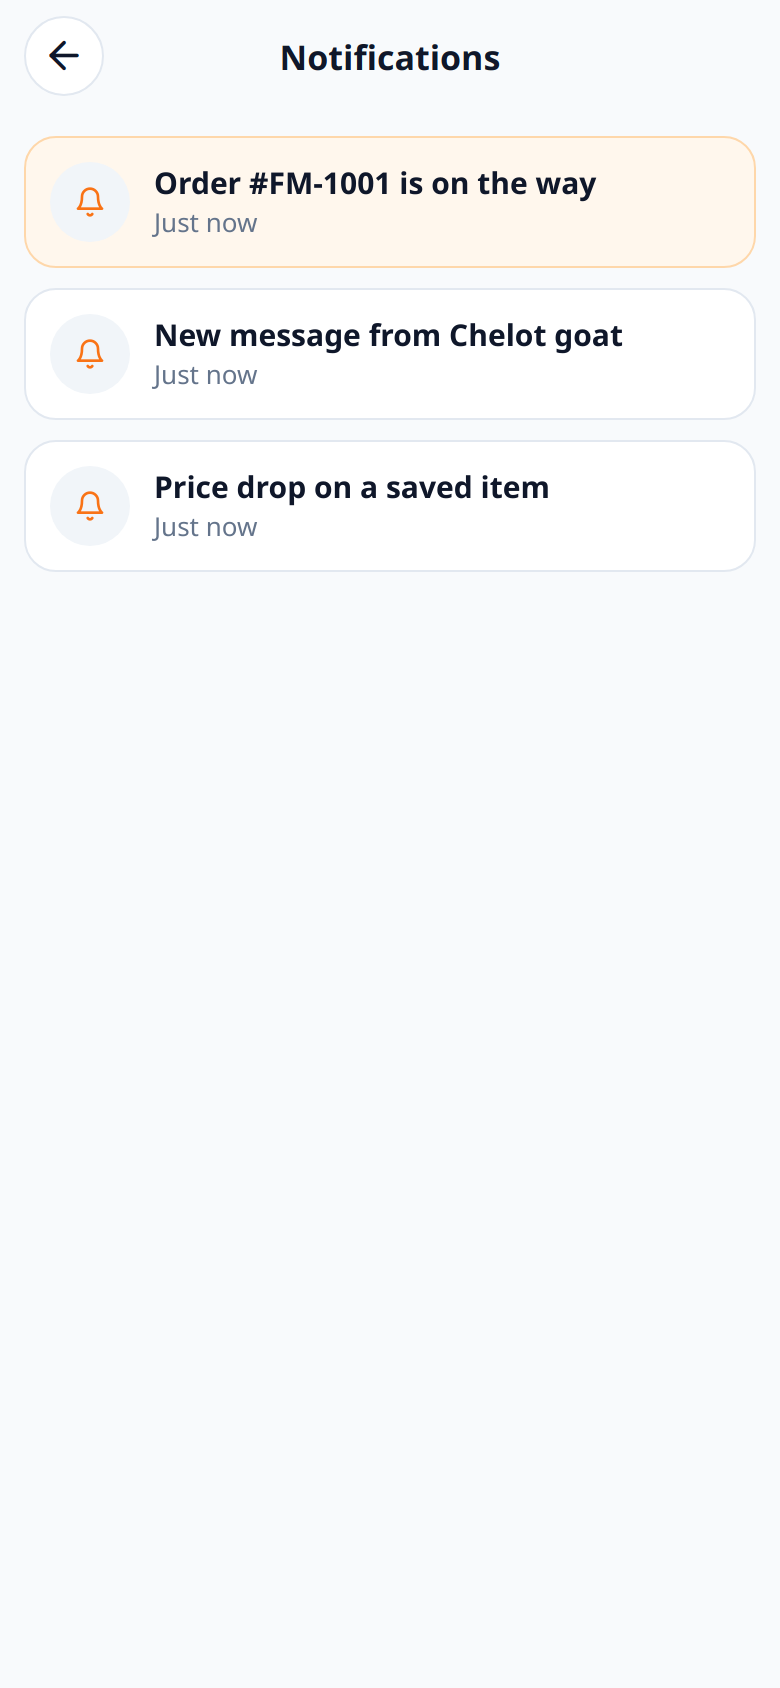 Notifications
Order #FM-1001 is on the way
Just now
New message from Chelot goat
Just now
Price drop on a saved item
Just now